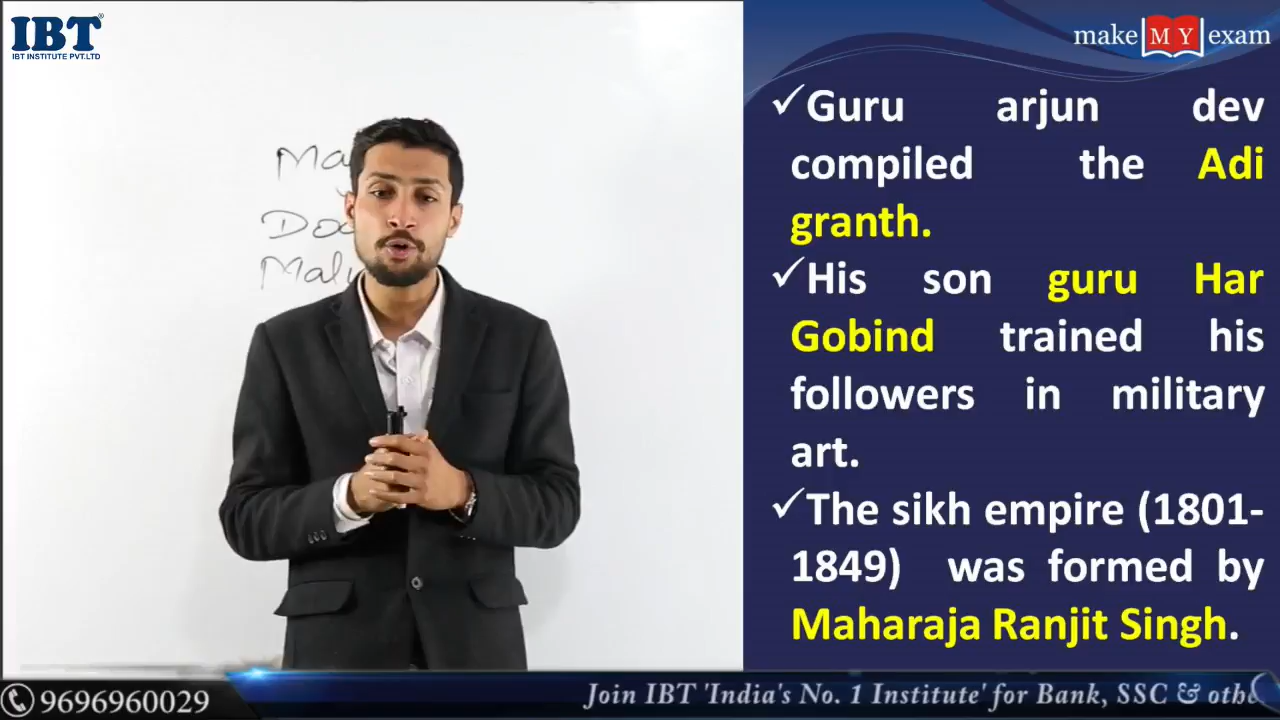 IBT
IBT INSTITUTE PVT.LTD
make MY exam
✓Guru arjun dev
compiled the Adi
granth.
✓His son guru Har
Gobind trained his
followers in military
art.
✓The sikh empire (1801-
1849) was formed by
Maharaja Ranjit Singh.
9696960029
Join IBT 'India's No. 1 Institute' for Bank, SSC &